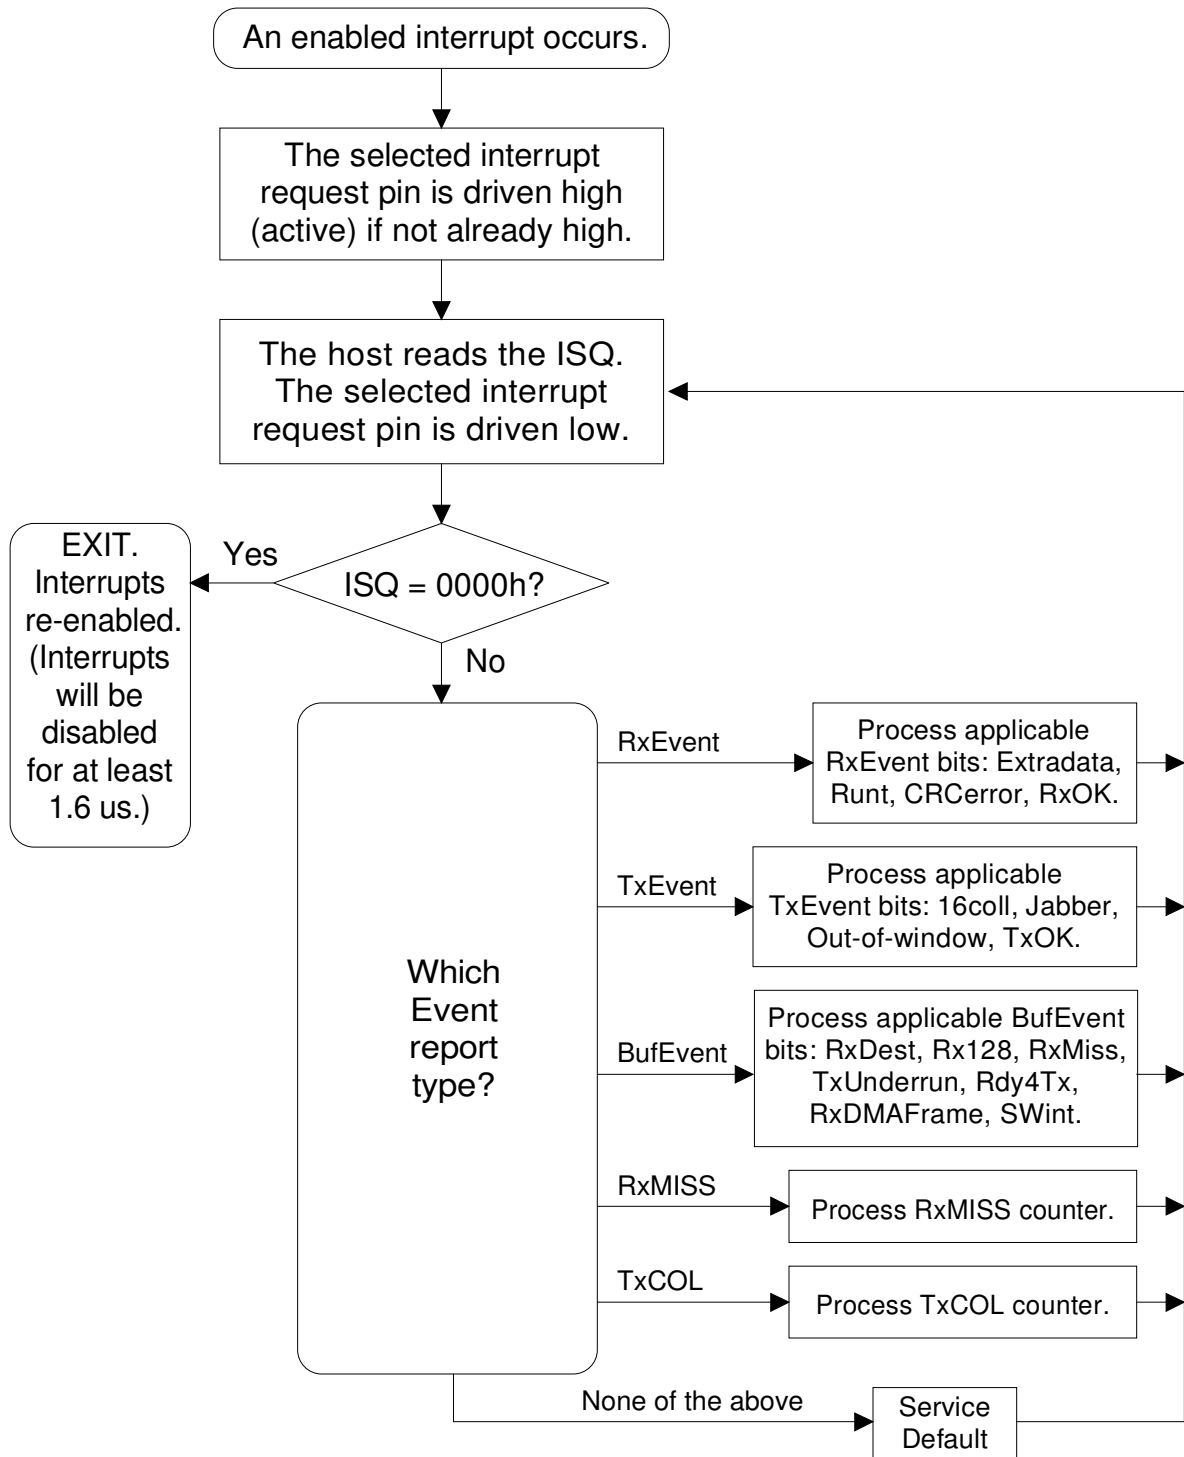 An enabled interrupt occurs.
The selected interrupt
request pin is driven high
(active) if not already high.
The host reads the ISQ.
The selected interrupt
request pin is driven low.
EXIT.
Interrupts
re-enabled.
(Interrupts
will be
disabled
for at least
1.6 us.)
Yes
ISQ = 0000h?
No
Which
Event
report
type?
RxEvent
Process applicable
RxEvent bits: Extradata,
Runt, CRCerror, RxOK.
TxEvent
Process applicable
TxEvent bits: 16coll, Jabber,
Out-of-window, TxOK.
BufEvent
Process applicable BufEvent
bits: RxDest, Rx128, RxMiss,
TxUnderrun, Rdy4Tx,
RxDMAFrame, SWint.
RxMISS
Process RxMISS counter.
TxCOL
Process TxCOL counter.
None of the above
Service
Default